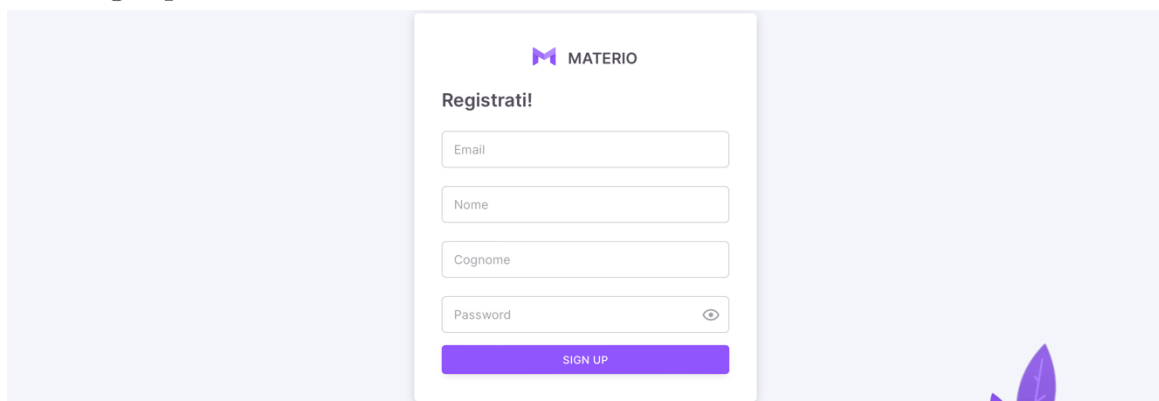 MATERIO
Registrati!
Email
Nome
Cognome
Password
SIGN UP